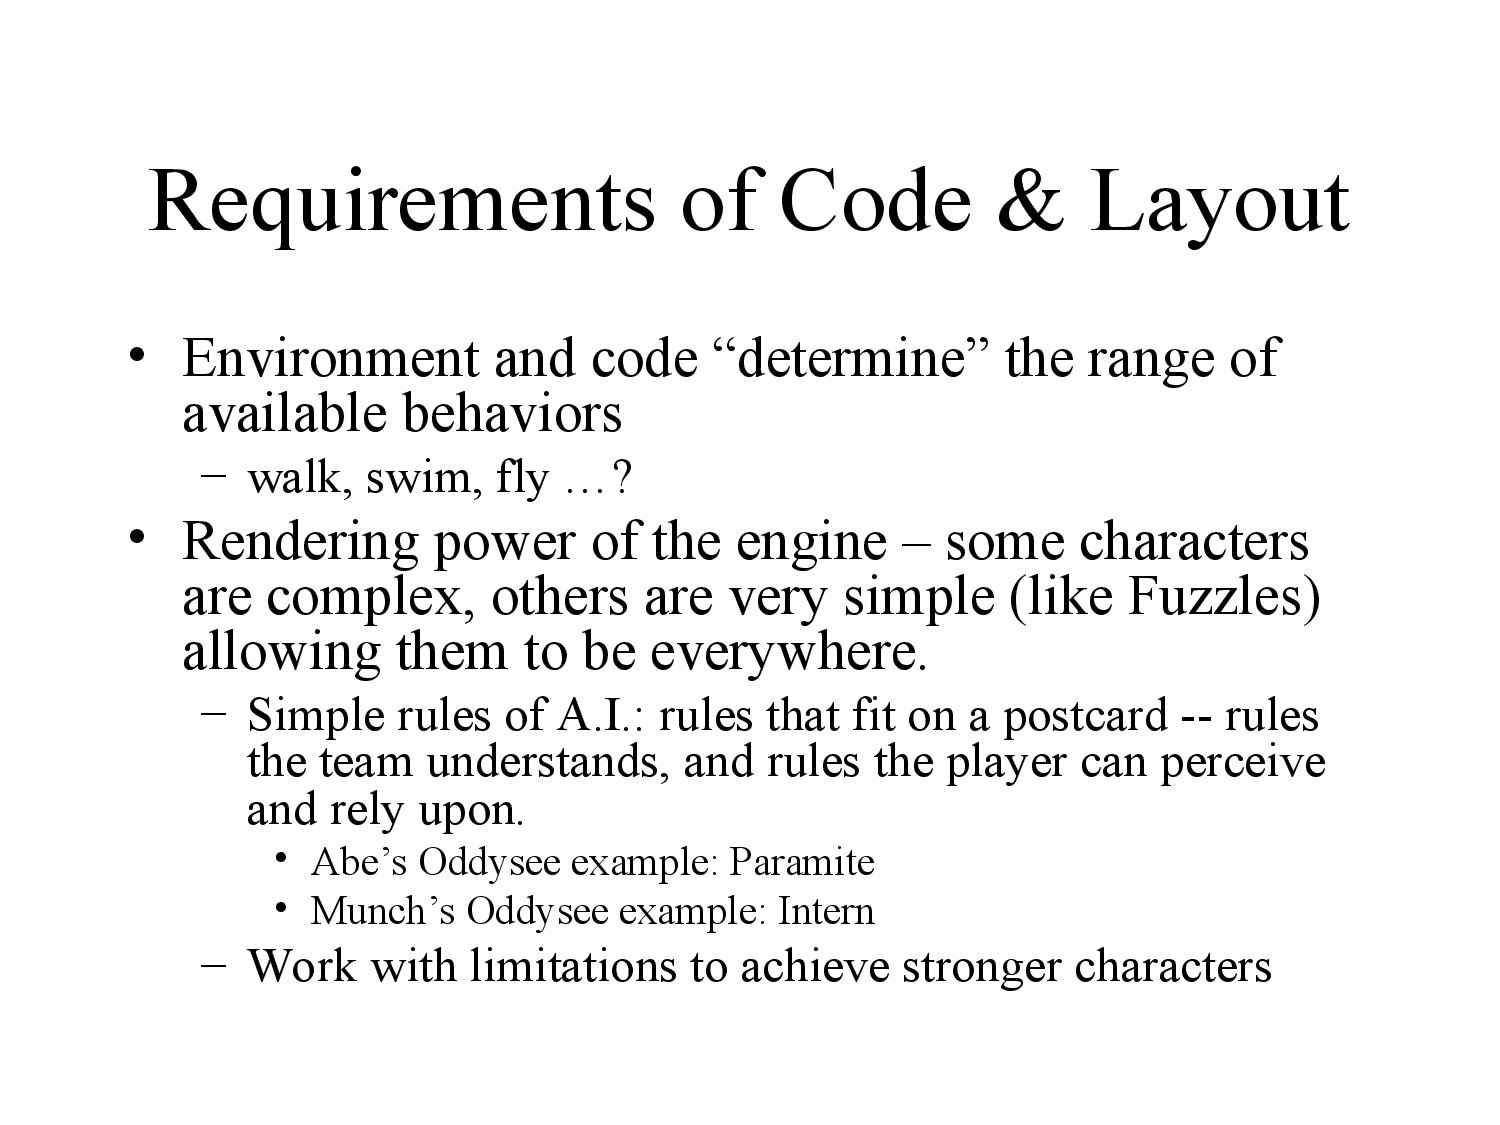 Requirements of Code & Layout
• Environment and code “determine” the range of
available behaviors
– walk, swim, fly …?
• Rendering power of the engine – some characters
are complex, others are very simple (like Fuzzles)
allowing them to be everywhere.
– Simple rules of A.I.: rules that fit on a postcard -- rules
the team understands, and rules the player can perceive
and rely upon.
• Abe’s Oddysee example: Paramite
• Munch’s Oddysee example: Intern
– Work with limitations to achieve stronger characters